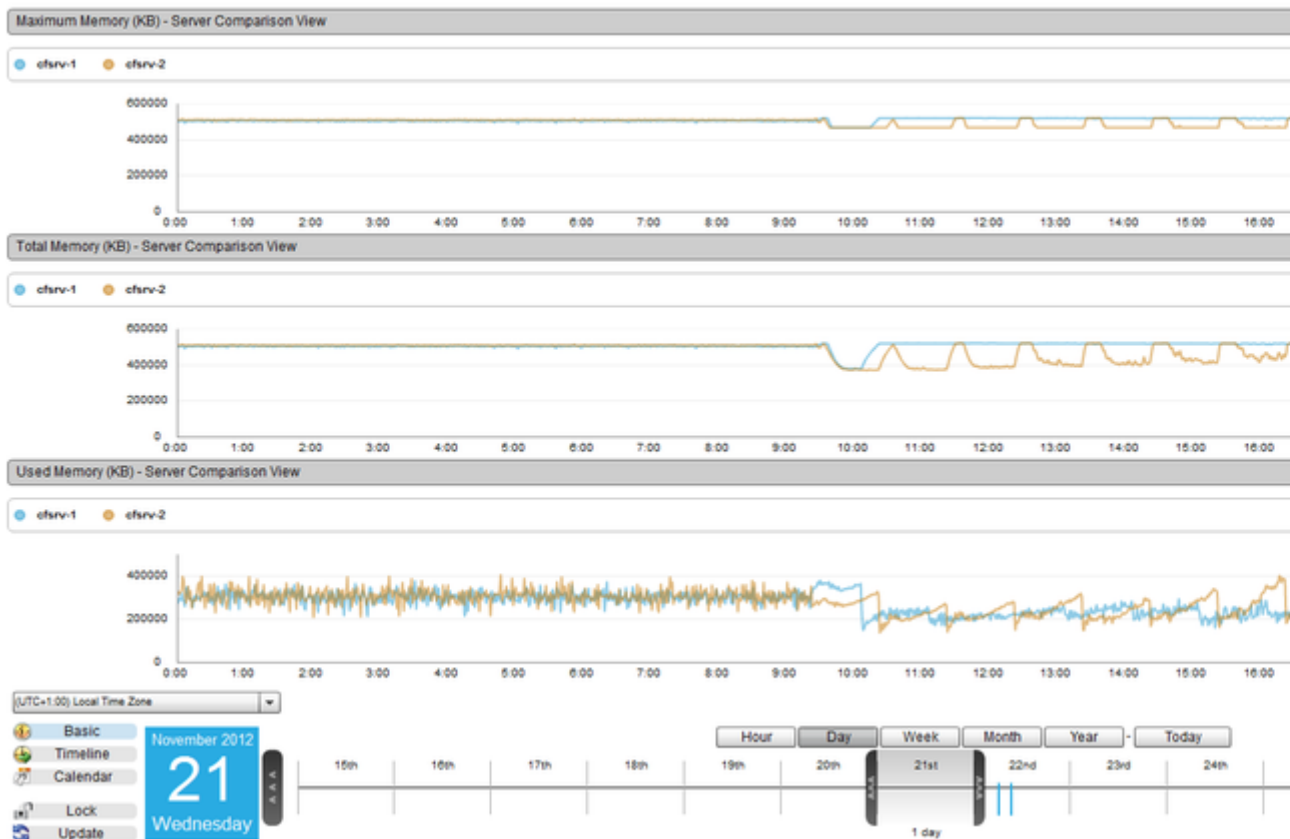 Maximum Memory (KB) - Server Comparison View
cfsrv-1 cfsrv-2
600000
400000
200000
0
0:00 1:00 2:00 3:00 4:00 5:00 6:00 7:00 8:00 9:00 10:00 11:00 12:00 13:00 14:00 15:00 16:00
Total Memory (KB) - Server Comparison View
cfsrv-1 cfsrv-2
600000
400000
200000
0
0:00 1:00 2:00 3:00 4:00 5:00 6:00 7:00 8:00 9:00 10:00 11:00 12:00 13:00 14:00 15:00 16:00
Used Memory (KB) - Server Comparison View
cfsrv-1 cfsrv-2
400000
200000
0
0:00 1:00 2:00 3:00 4:00 5:00 6:00 7:00 8:00 9:00 10:00 11:00 12:00 13:00 14:00 15:00 16:00
(UTC+1:00) Local Time Zone
Basic
Timeline
Calendar
Lock
Update
November 2012
21
Wednesday
Hour Day Week Month Year - Today
15th 16th 17th 18th 19th 20th 21st 22nd 23rd 24th
1 day